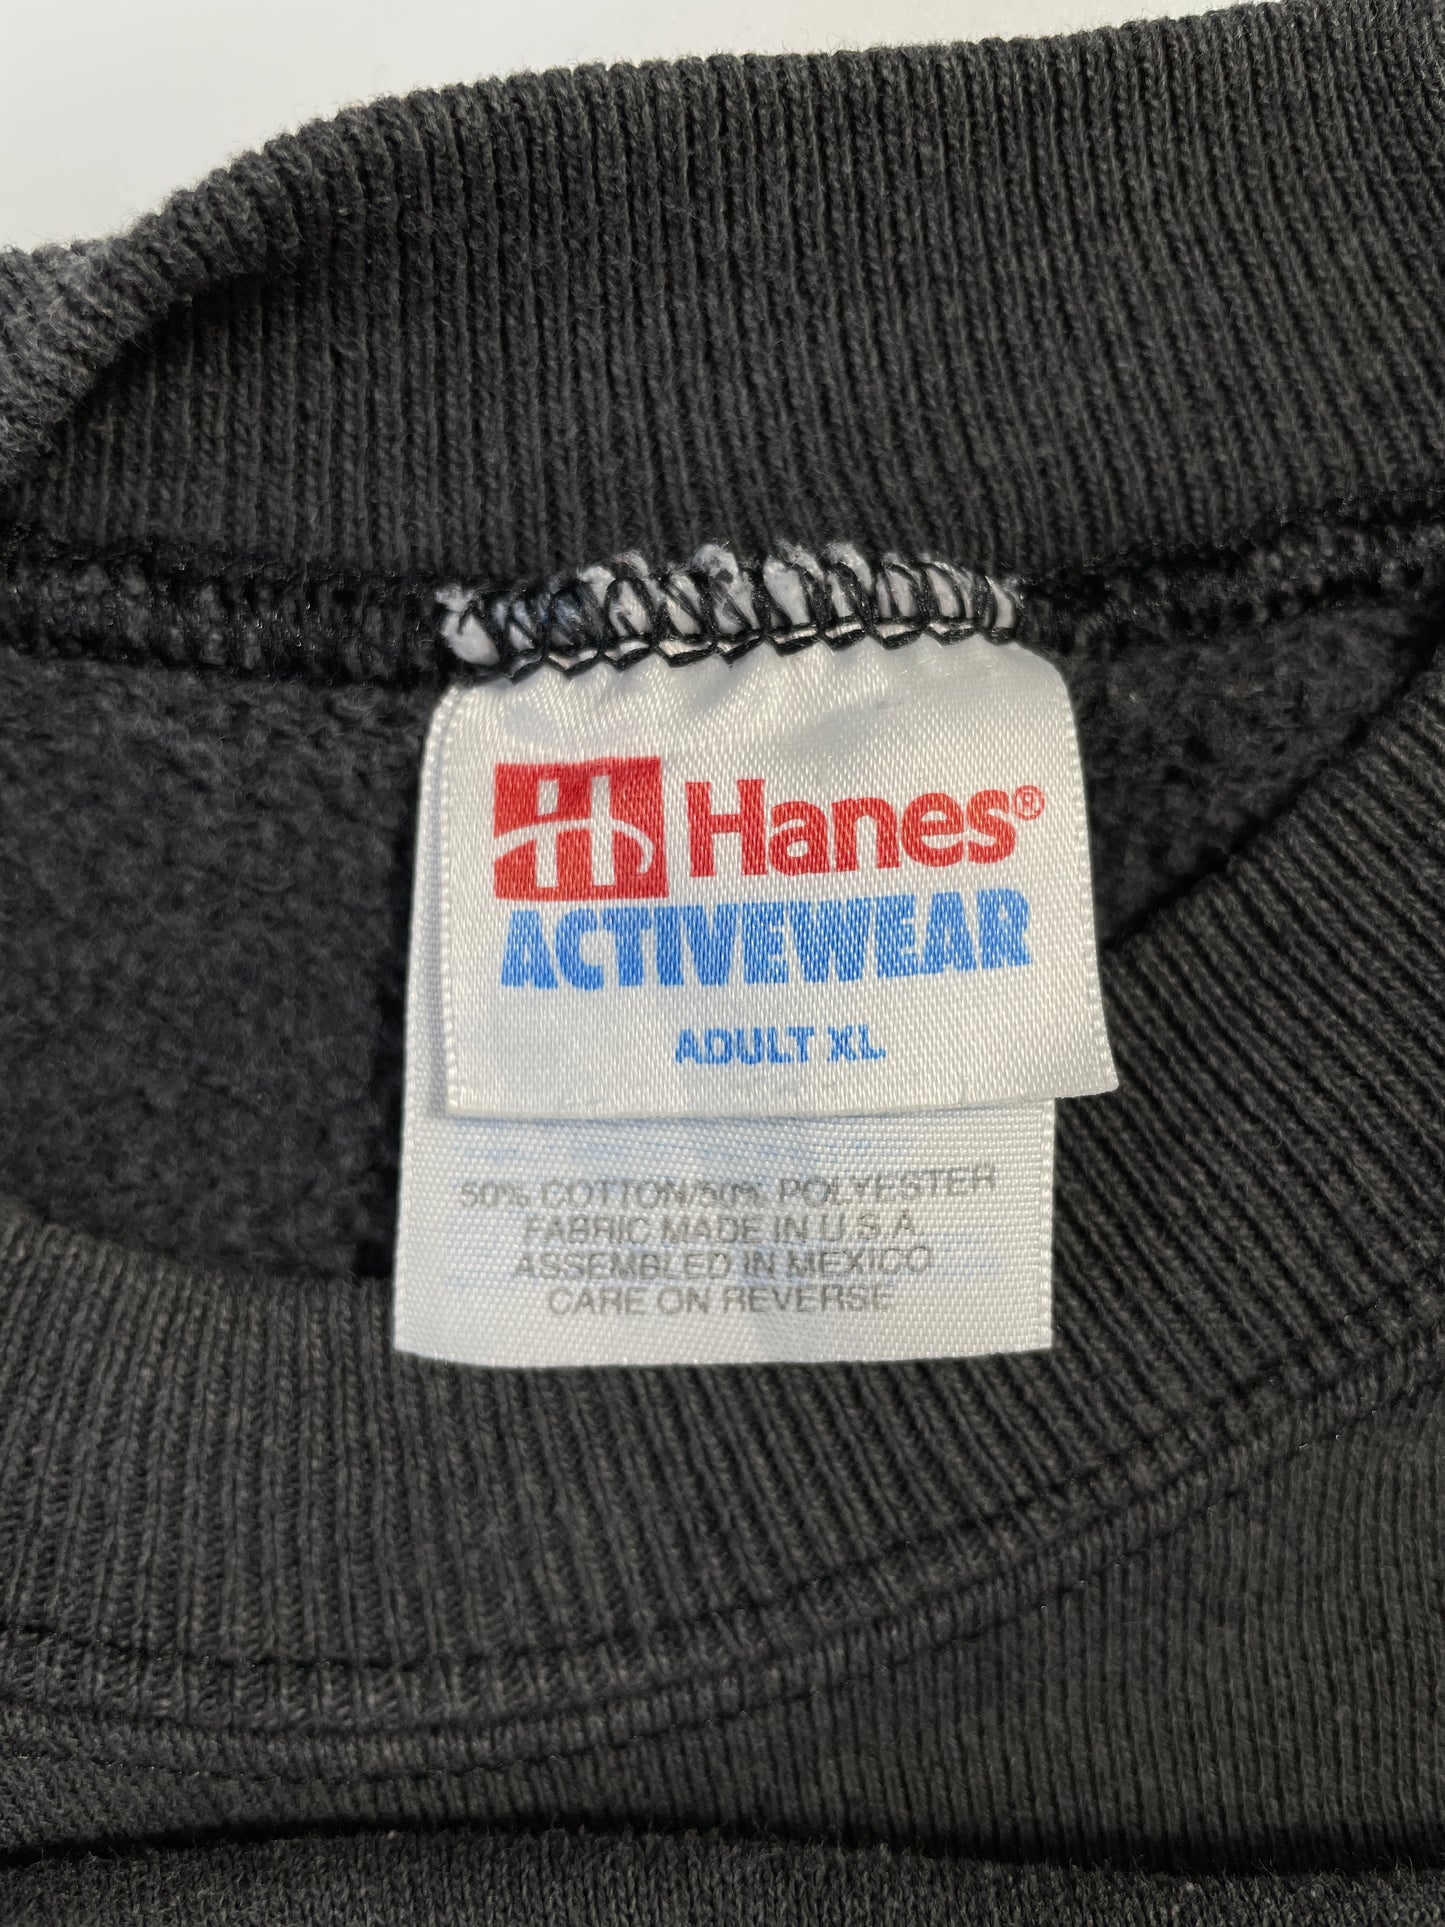 Hanes®
ACTIVEWEAR
ADULT XL
50% COTTON/50% POLYESTER
FABRIC MADE IN U.S.A
ASSEMBLED IN MEXICO
CARE ON REVERSE